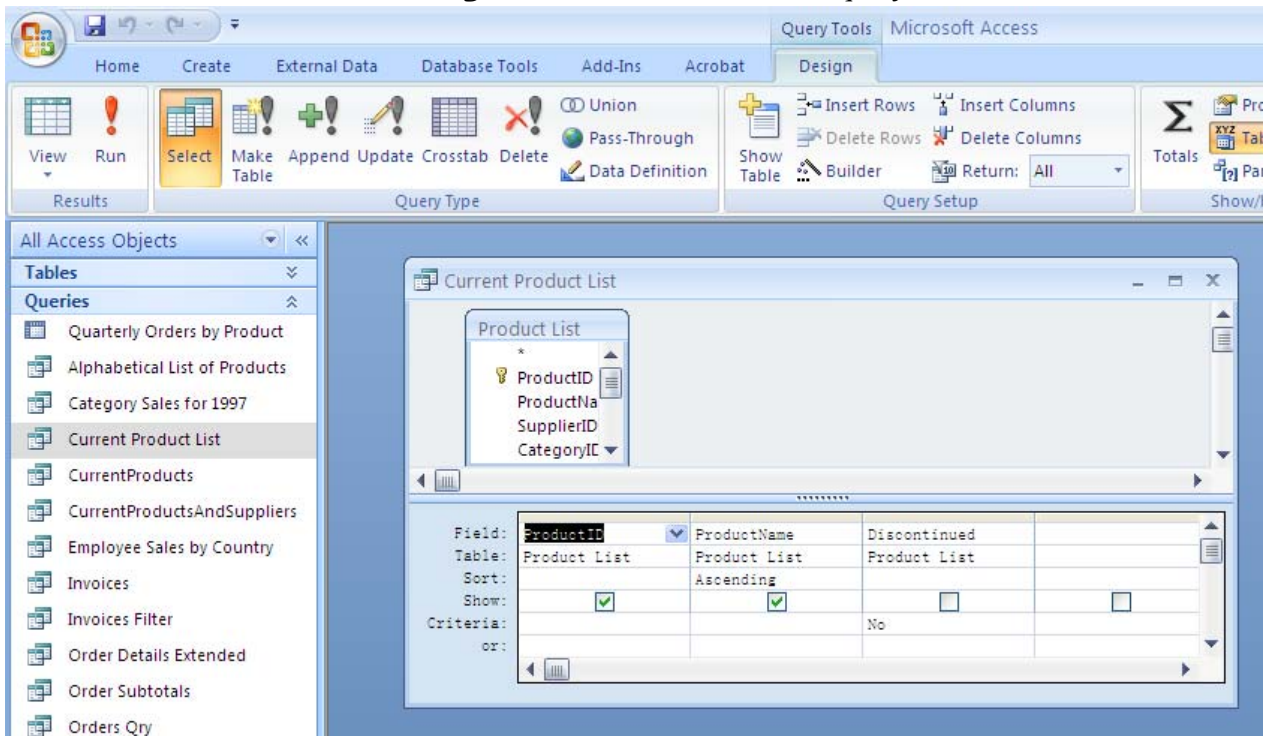 Query Tools Microsoft Access
Home Create External Data Database Tools Add-Ins Acrobat Design
View
Run
Select
Make Table
Append
Update
Crosstab
Delete
Union
Pass-Through
Data Definition
Show Table
Insert Rows
Delete Rows
Builder
Insert Columns
Delete Columns
Return: All
Totals
Results
Query Type
Query Setup
All Access Objects
Tables
Queries
Quarterly Orders by Product
Alphabetical List of Products
Category Sales for 1997
Current Product List
CurrentProducts
CurrentProductsAndSuppliers
Employee Sales by Country
Invoices
Invoices Filter
Order Details Extended
Order Subtotals
Orders Qry
Current Product List
Product List
*
ProductID
ProductNa
SupplierID
Field: ProductID ProductName Discontinued
Table: Product List Product List Product List
Sort: Ascending
Show:
Criteria: No
or: